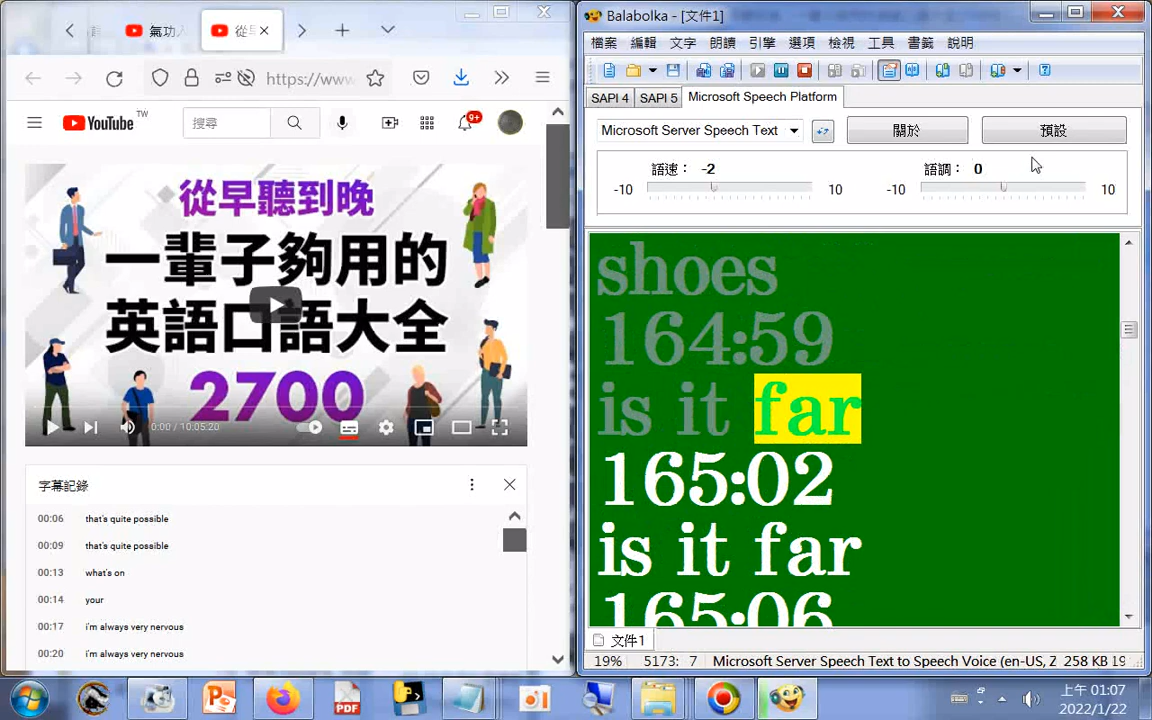 氣功
從
https://www
YouTube TW
搜尋
9+
從早聽到晚
一輩子夠用的
英語口語大全
2700
0:00 / 10:05:20
字幕記錄
00:06 that's quite possible
00:09 that's quite possible
00:13 what's on
00:14 your
00:17 i'm always very nervous
00:20 i'm always very nervous
Balabolka - [文件1]
檔案 編輯 文字 朗讀 引擎 選項 檢視 工具 書籤 說明
SAPI 4 SAPI 5 Microsoft Speech Platform
Microsoft Server Speech Text 關於 預設
語速： -2 語調： 0
-10 10 -10 10
shoes
164:59
is it far
165:02
is it far
165:06
文件1
19% 5173: 7 Microsoft Server Speech Text to Speech Voice (en-US, Z 258 KB 19
PDF
上午 01:07
2022/1/22